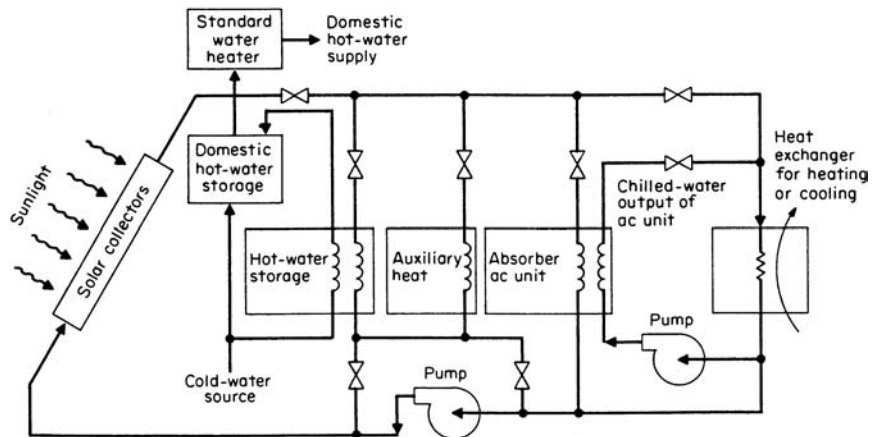 Standard
water
heater
Domestic
hot-water
supply
Domestic
hot-water
storage
Sunlight
Solar collectors
Heat
exchanger
for heating
or cooling
Chilled-water
output of
ac unit
Hot-water
storage
Auxiliary
heat
Absorber
ac unit
Pump
Cold-water
source
Pump